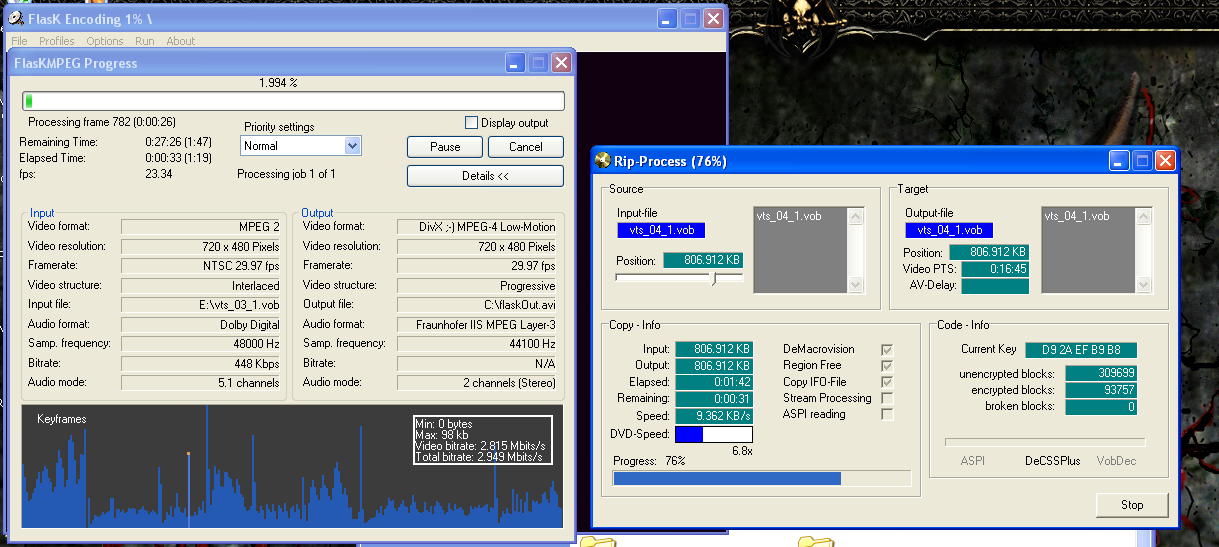 FlasK Encoding 1% \
File Profiles Options Run About
FlasKMPEG Progress
1.994 %
Processing frame 782 (0:00:26)
Display output
Remaining Time: 0:27:26 (1:47)
Elapsed Time: 0:00:33 (1:19)
fps: 23.34
Priority settings
Normal
Processing job 1 of 1
Pause
Cancel
Details <<
Input
Video format: MPEG 2
Video resolution: 720 x 480 Pixels
Framerate: NTSC 29.97 fps
Video structure: Interlaced
Input file: E:\vts_03_1.vob
Audio format: Dolby Digital
Samp. frequency: 48000 Hz
Bitrate: 448 Kbps
Audio mode: 5.1 channels
Output
Video format: DivX ;-) MPEG-4 Low-Motion
Video resolution: 720 x 480 Pixels
Framerate: 29.97 fps
Video structure: Progressive
Output file: C:\flaskOut.avi
Audio format: Fraunhofer IIS MPEG Layer-3
Samp. frequency: 44100 Hz
Bitrate: N/A
Audio mode: 2 channels (Stereo)
Keyframes
Min: 0 bytes
Max: 98 kb
Video bitrate: 2.815 Mbits/s
Total bitrate: 2.949 Mbits/s
Rip-Process (76%)
Source
Input-file
vts_04_1.vob
Position: 806.912 KB
vts_04_1.vob
Target
Output-file
vts_04_1.vob
Position: 806.912 KB
Video PTS: 0:16:45
AV-Delay:
vts_04_1.vob
Copy - Info
Input: 806.912 KB
Output: 806.912 KB
Elapsed: 0:01:42
Remaining: 0:00:31
Speed: 9.362 KB/s
DVD-Speed:
6.8x
DeMacrovision
Region Free
Copy IFO-File
Stream Processing
ASPI reading
Progress: 76%
Code - Info
Current Key D9 2A EF B9 B8
unencrypted blocks: 309699
encrypted blocks: 93757
broken blocks: 0
ASPI DeCSSPlus VobDec
Stop